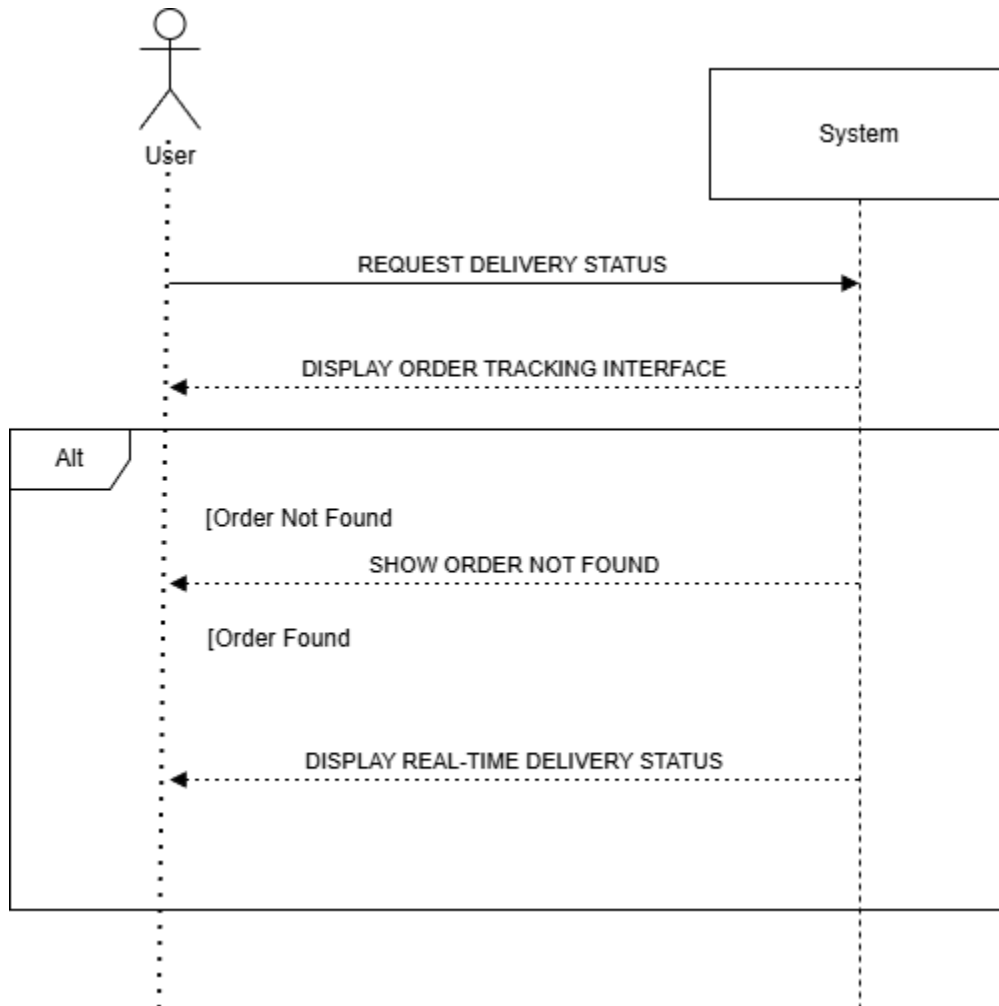 User
System
REQUEST DELIVERY STATUS
DISPLAY ORDER TRACKING INTERFACE
Alt
[Order Not Found
SHOW ORDER NOT FOUND
[Order Found
DISPLAY REAL-TIME DELIVERY STATUS